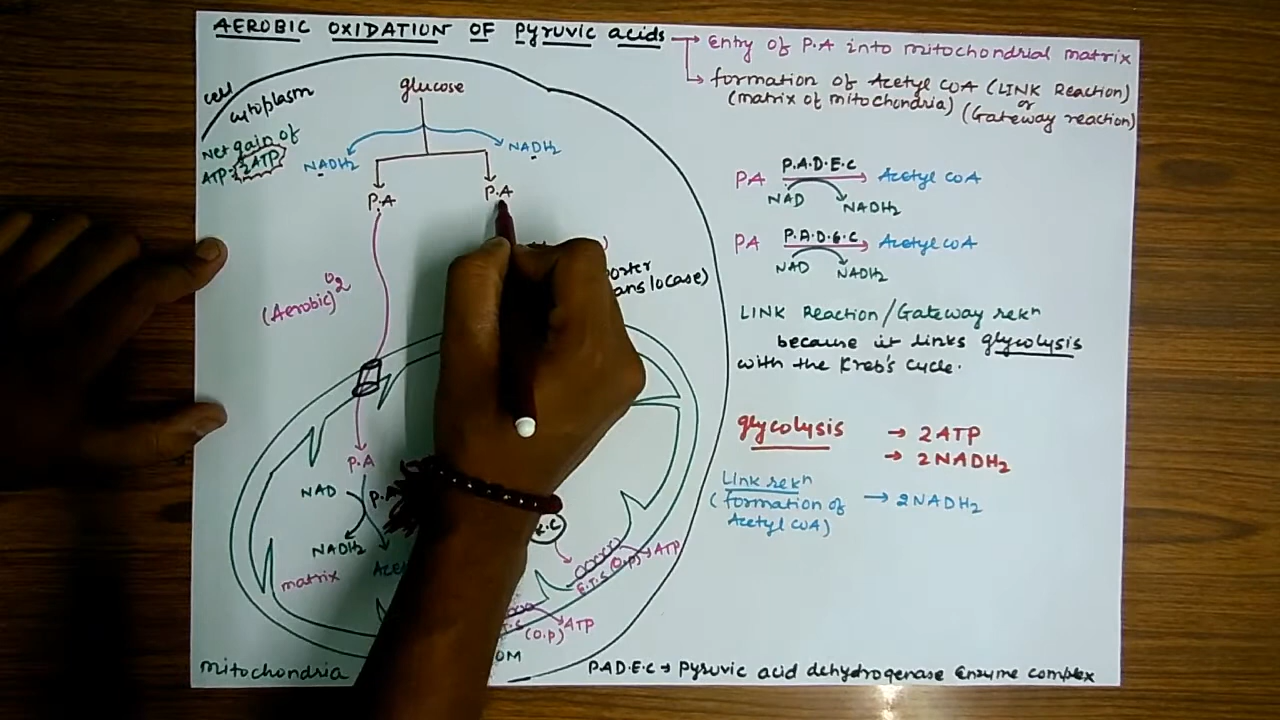 AEROBIC OXIDATION OF Pyruvic acids
→ Entry of P.A into mitochondrial matrix
→ formation of Acetyl CoA (LINK Reaction)
(matrix of mitochondria) or (Gateway reaction)
cell
cytoplasm
glucose
Net gain of
ATP = 2ATP
NADH2
NADH2
P.A
P.A
(Aerobic) O2
P.A
NAD
NADH2
matrix
ATP
E.T.S (O.P)
ATP
(O.P)
OM
mitochondria
PA P.A.D.E.C → Acetyl CoA
NAD NADH2
PA P.A.D.E.C → Acetyl CoA
NAD NADH2
LINK Reaction/Gateway rekn
because it links glycolysis
with the Kreb's cycle.
glycolysis → 2ATP
→ 2NADH2
Link rekn
(formation of → 2NADH2
Acetyl CoA)
PAD.E.C → Pyruvic acid dehydrogenase Enzyme complex